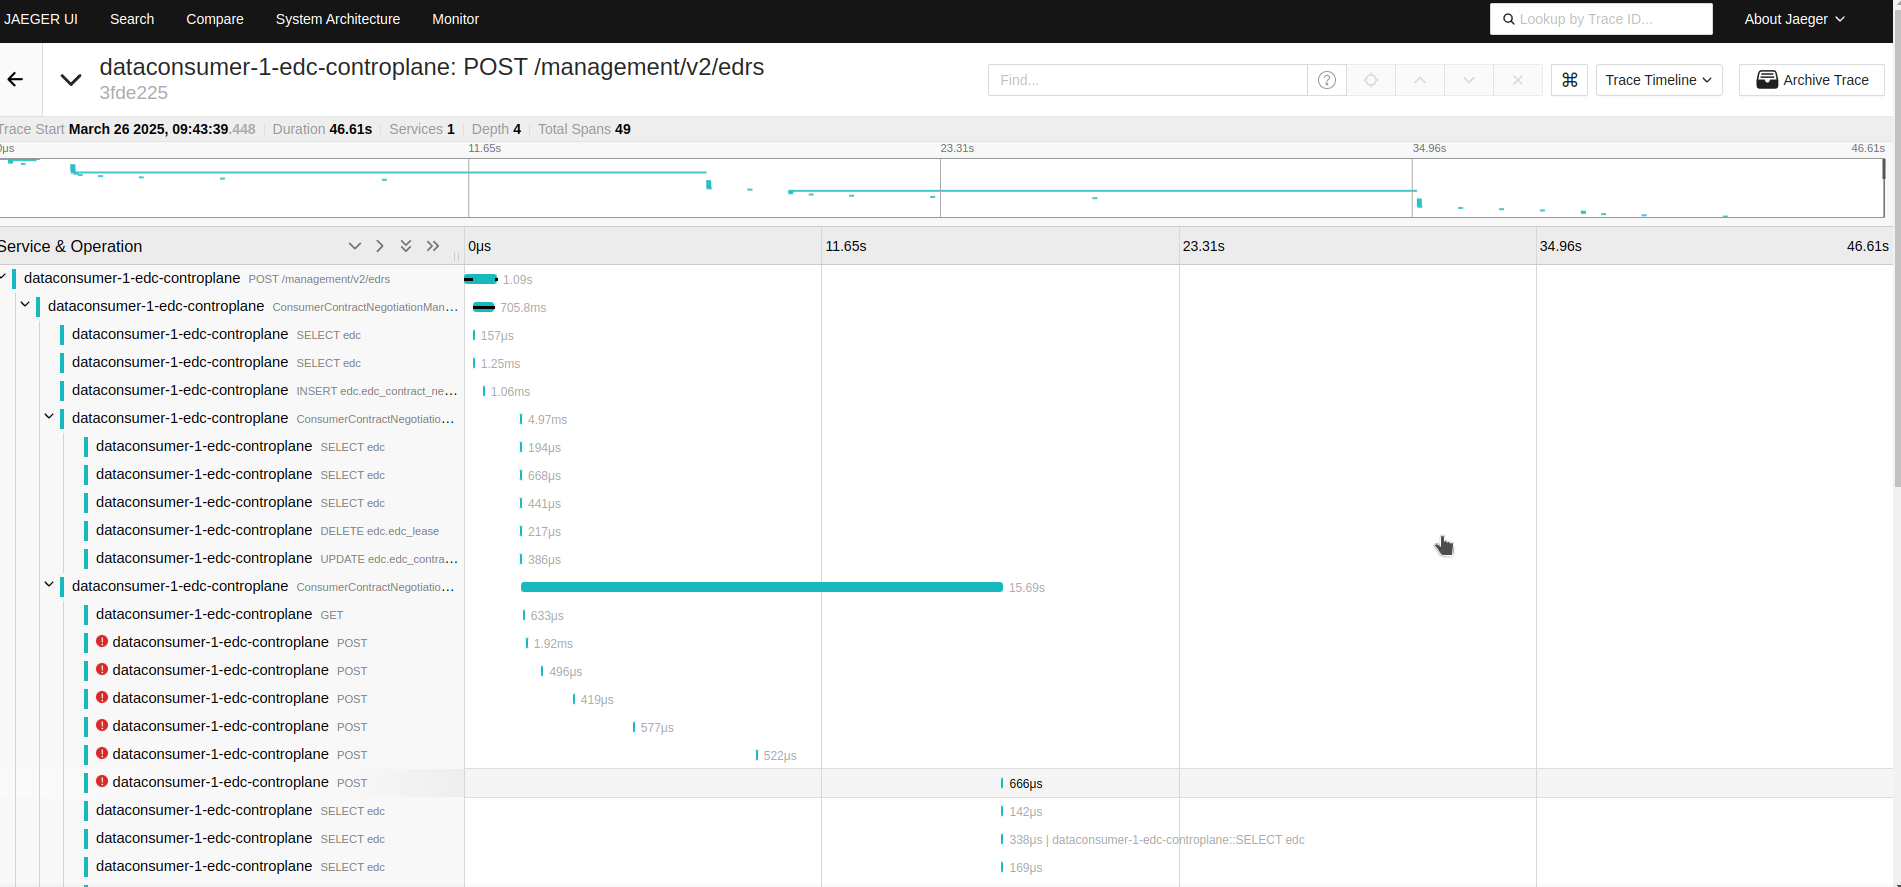 JAEGER UI Search Compare System Architecture Monitor Lookup by Trace ID... About Jaeger
dataconsumer-1-edc-controplane: POST /management/v2/edrs
3fde225
Find... ? ⌘ Trace Timeline Archive Trace
Trace Start March 26 2025, 09:43:39.448 Duration 46.61s Services 1 Depth 4 Total Spans 49
0μs 11.65s 23.31s 34.96s 46.61s
Service & Operation 0μs 11.65s 23.31s 34.96s 46.61s
dataconsumer-1-edc-controplane POST /management/v2/edrs 1.09s
dataconsumer-1-edc-controplane ConsumerContractNegotiationMan... 705.8ms
dataconsumer-1-edc-controplane SELECT edc 157μs
dataconsumer-1-edc-controplane SELECT edc 1.25ms
dataconsumer-1-edc-controplane INSERT edc.edc_contract_ne... 1.06ms
dataconsumer-1-edc-controplane ConsumerContractNegotiatio... 4.97ms
dataconsumer-1-edc-controplane SELECT edc 194μs
dataconsumer-1-edc-controplane SELECT edc 668μs
dataconsumer-1-edc-controplane SELECT edc 441μs
dataconsumer-1-edc-controplane DELETE edc.edc_lease 217μs
dataconsumer-1-edc-controplane UPDATE edc.edc_contra... 386μs
dataconsumer-1-edc-controplane ConsumerContractNegotiatio... 15.69s
dataconsumer-1-edc-controplane GET 633μs
dataconsumer-1-edc-controplane POST 1.92ms
dataconsumer-1-edc-controplane POST 496μs
dataconsumer-1-edc-controplane POST 419μs
dataconsumer-1-edc-controplane POST 577μs
dataconsumer-1-edc-controplane POST 522μs
dataconsumer-1-edc-controplane POST 666μs
dataconsumer-1-edc-controplane SELECT edc 142μs
dataconsumer-1-edc-controplane SELECT edc 338μs | dataconsumer-1-edc-controplane::SELECT edc
dataconsumer-1-edc-controplane SELECT edc 169μs